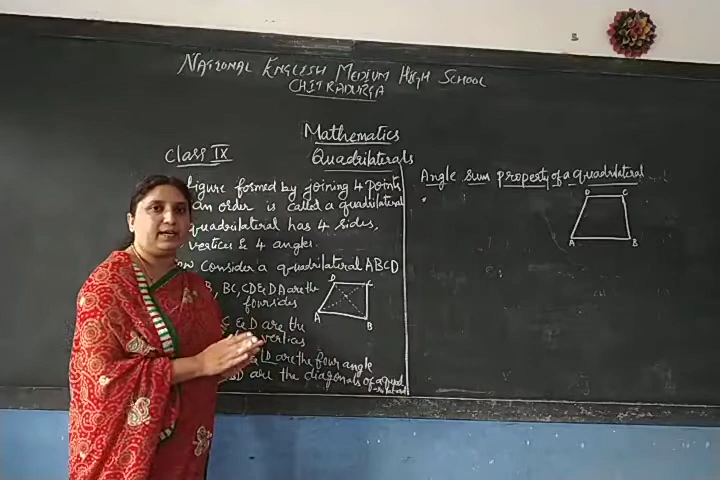 NATIONAL ENGLISH MEDIUM HIGH SCHOOL
CHITRADURGA
Mathematics
Class IX
Quadrilaterals
figure formed by joining 4 points
an order is called a quadrilateral
quadrilateral has 4 sides,
vertices & 4 angles.
consider a quadrilateral ABCD
B, BC, CD & DA are the
four sides
D C
A B
& D are the
vertices
are the four angle
are the diagonals of a quad
-rilateral
Angle sum property of a quadrilateral
D C
A B